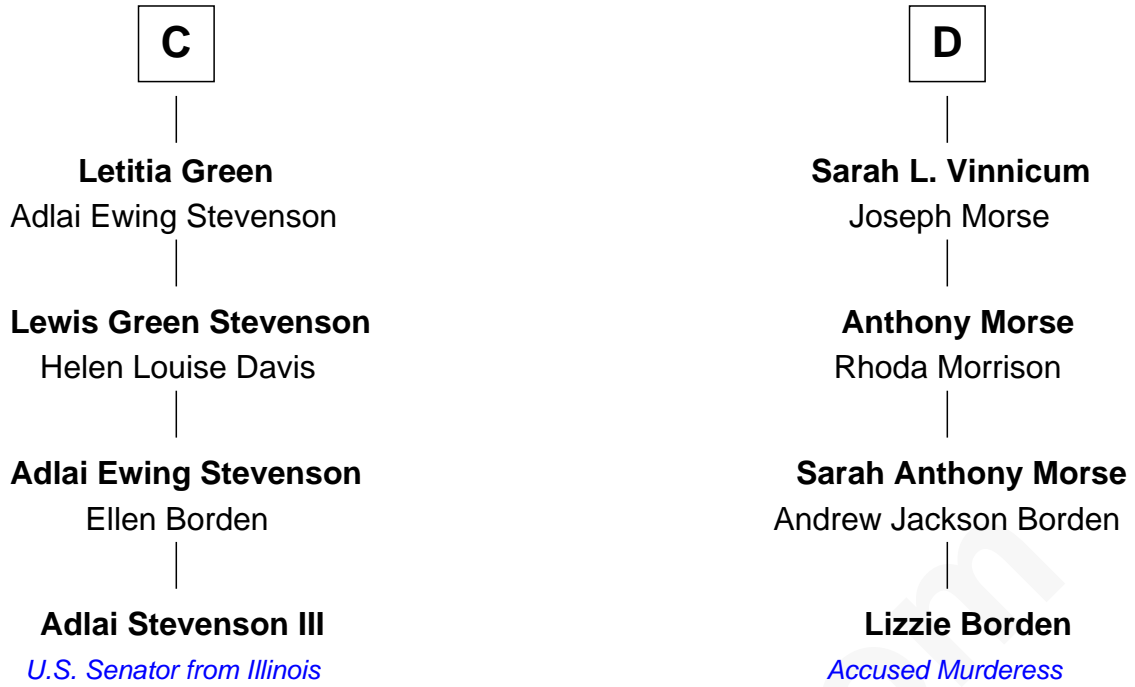 C
Letitia Green
Adlai Ewing Stevenson
Lewis Green Stevenson
Helen Louise Davis
Adlai Ewing Stevenson
Ellen Borden
Adlai Stevenson III
U.S. Senator from Illinois
D
Sarah L. Vinnicum
Joseph Morse
Anthony Morse
Rhoda Morrison
Sarah Anthony Morse
Andrew Jackson Borden
Lizzie Borden
Accused Murderess